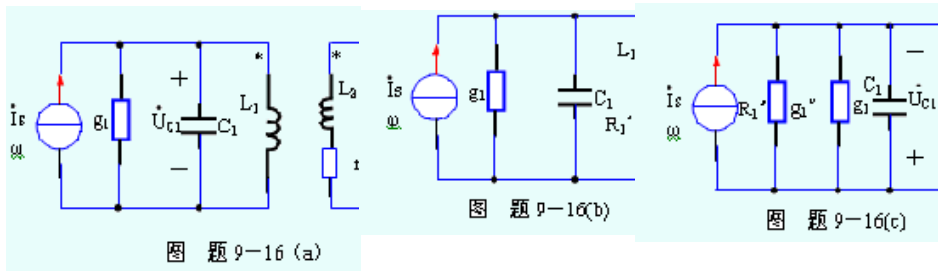 * *
+
İs
ω
g₁
U̇c1
C₁
L₁
L₂
r
−
图 题 9-16 (a)
İs
ω
g₁
C₁
L₁
R₁′
图 题 9-16(b)
İs
ω
R₁′
g₁″
g₁
C₁
−
U̇c1
+
图 题 9-16(c)